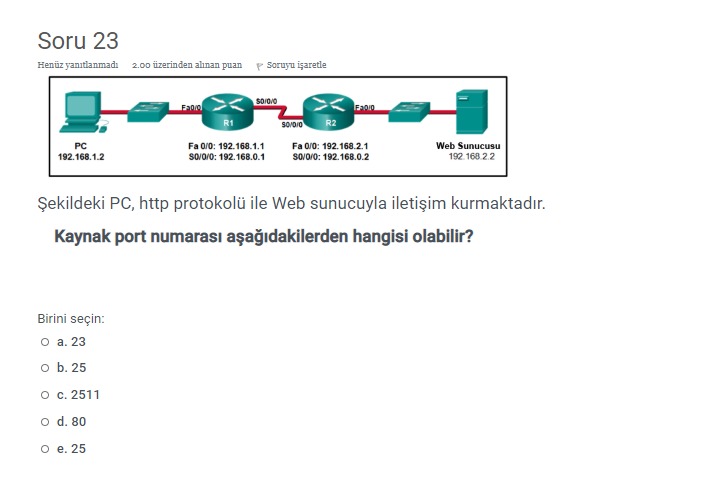 Soru 23
Henüz yanıtlanmadı 2.00 üzerinden alınan puan Soruyu işaretle
Fa0/0 S0/0/0 S0/0/0 Fa0/0
R1 R2
PC Fa 0/0: 192.168.1.1 Fa 0/0: 192.168.2.1 Web Sunucusu
192.168.1.2 S0/0/0: 192.168.0.1 S0/0/0: 192.168.0.2 192.168.2.2
Şekildeki PC, http protokolü ile Web sunucuyla iletişim kurmaktadır.
Kaynak port numarası aşağıdakilerden hangisi olabilir?
Birini seçin:
a. 23
b. 25
c. 2511
d. 80
e. 25